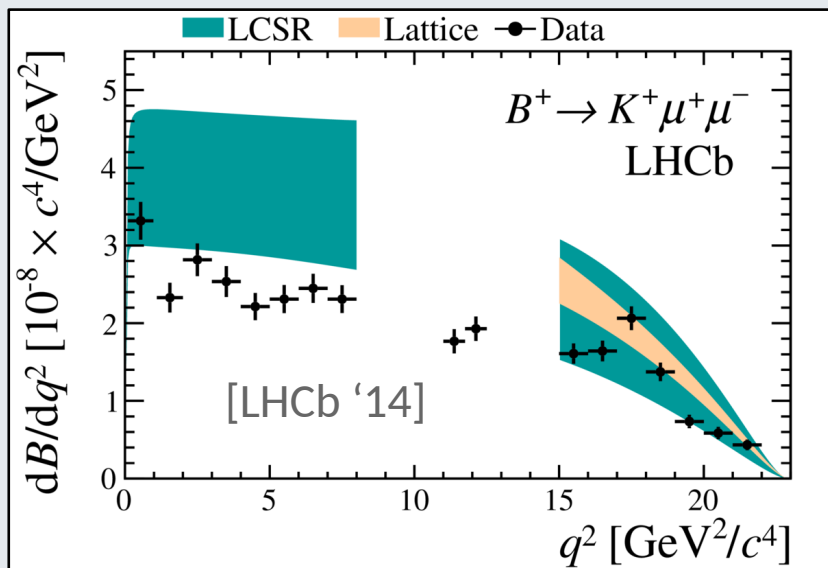 LCSR Lattice Data
dB/dq² [10⁻⁸ × c⁴/GeV²]
5
4
3
2
1
0
B⁺ → K⁺μ⁺μ⁻
LHCb
[LHCb ‘14]
0 5 10 15 20
q² [GeV²/c⁴]